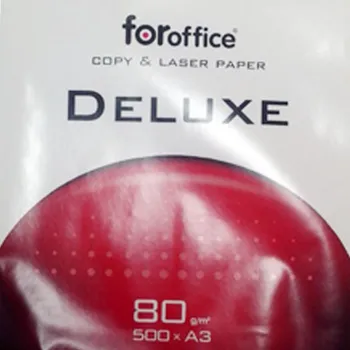 foroffice®
COPY & LASER PAPER
DELUXE
80 g/m²
500 x A3